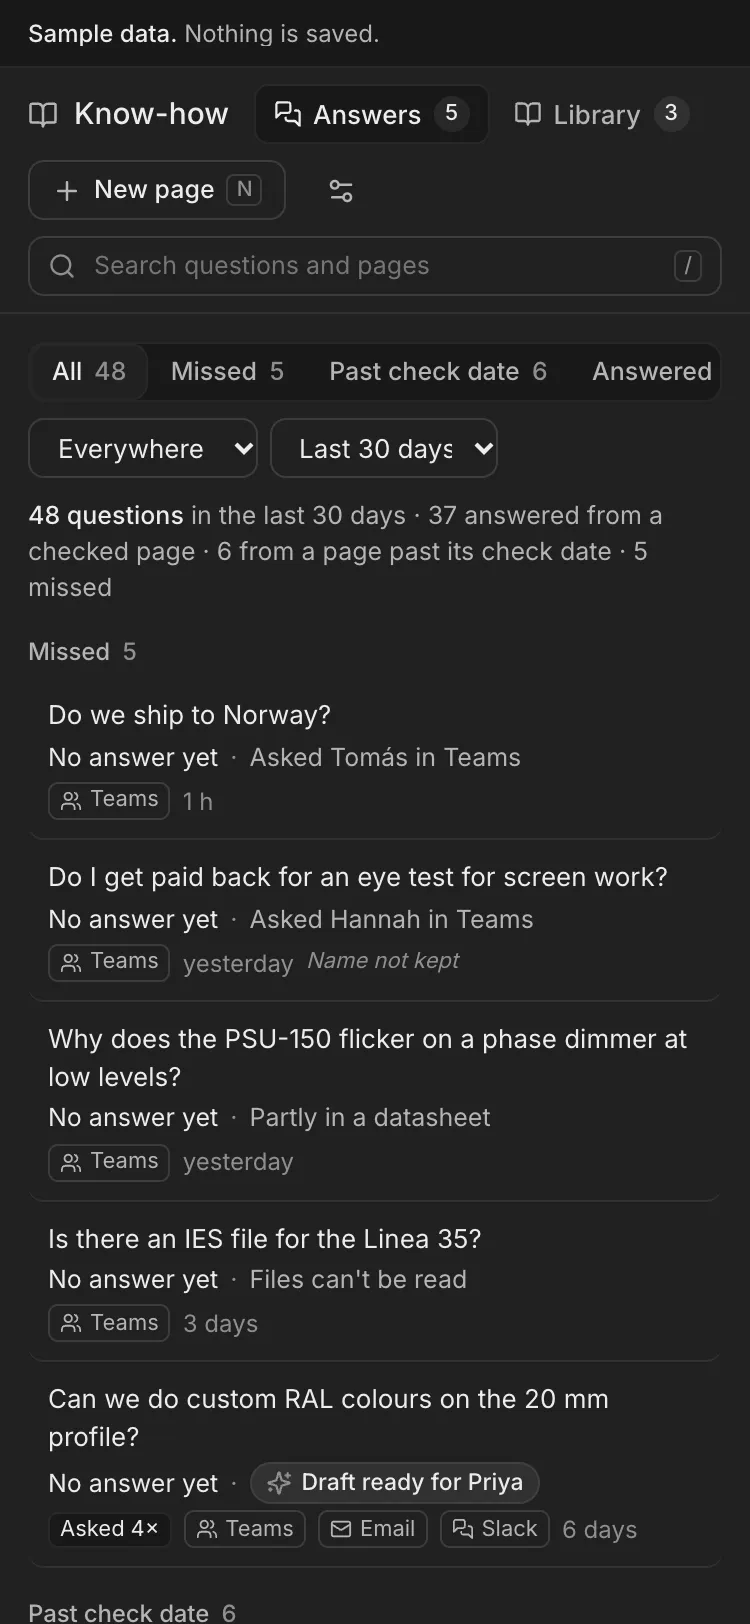 Sample data. Nothing is saved.
Know-how
Answers 5
Library 3
New page N
Search questions and pages /
All 48 Missed 5 Past check date 6 Answered
Everywhere
Last 30 days
48 questions in the last 30 days · 37 answered from a
checked page · 6 from a page past its check date · 5
missed
Missed 5
Do we ship to Norway?
No answer yet · Asked Tomás in Teams
Teams 1 h
Do I get paid back for an eye test for screen work?
No answer yet · Asked Hannah in Teams
Teams yesterday Name not kept
Why does the PSU-150 flicker on a phase dimmer at
low levels?
No answer yet · Partly in a datasheet
Teams yesterday
Is there an IES file for the Linea 35?
No answer yet · Files can't be read
Teams 3 days
Can we do custom RAL colours on the 20 mm
profile?
No answer yet · Draft ready for Priya
Asked 4× Teams Email Slack 6 days
Past check date 6